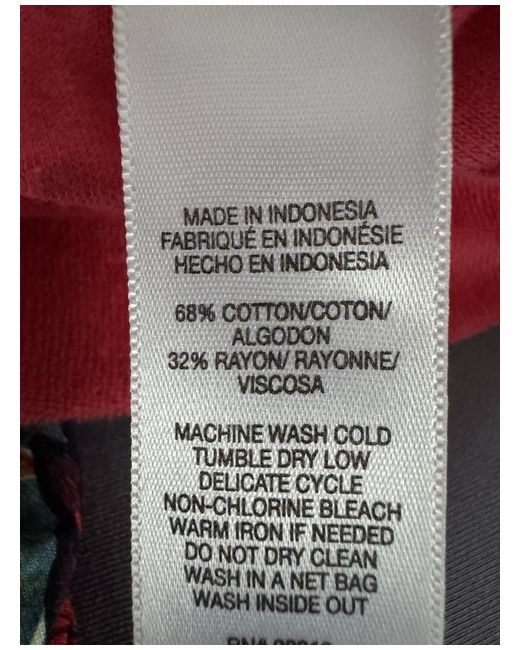 MADE IN INDONESIA
FABRIQUÉ EN INDONÉSIE
HECHO EN INDONESIA
68% COTTON/COTON/
ALGODON
32% RAYON/ RAYONNE/
VISCOSA
MACHINE WASH COLD
TUMBLE DRY LOW
DELICATE CYCLE
NON-CHLORINE BLEACH
WARM IRON IF NEEDED
DO NOT DRY CLEAN
WASH IN A NET BAG
WASH INSIDE OUT